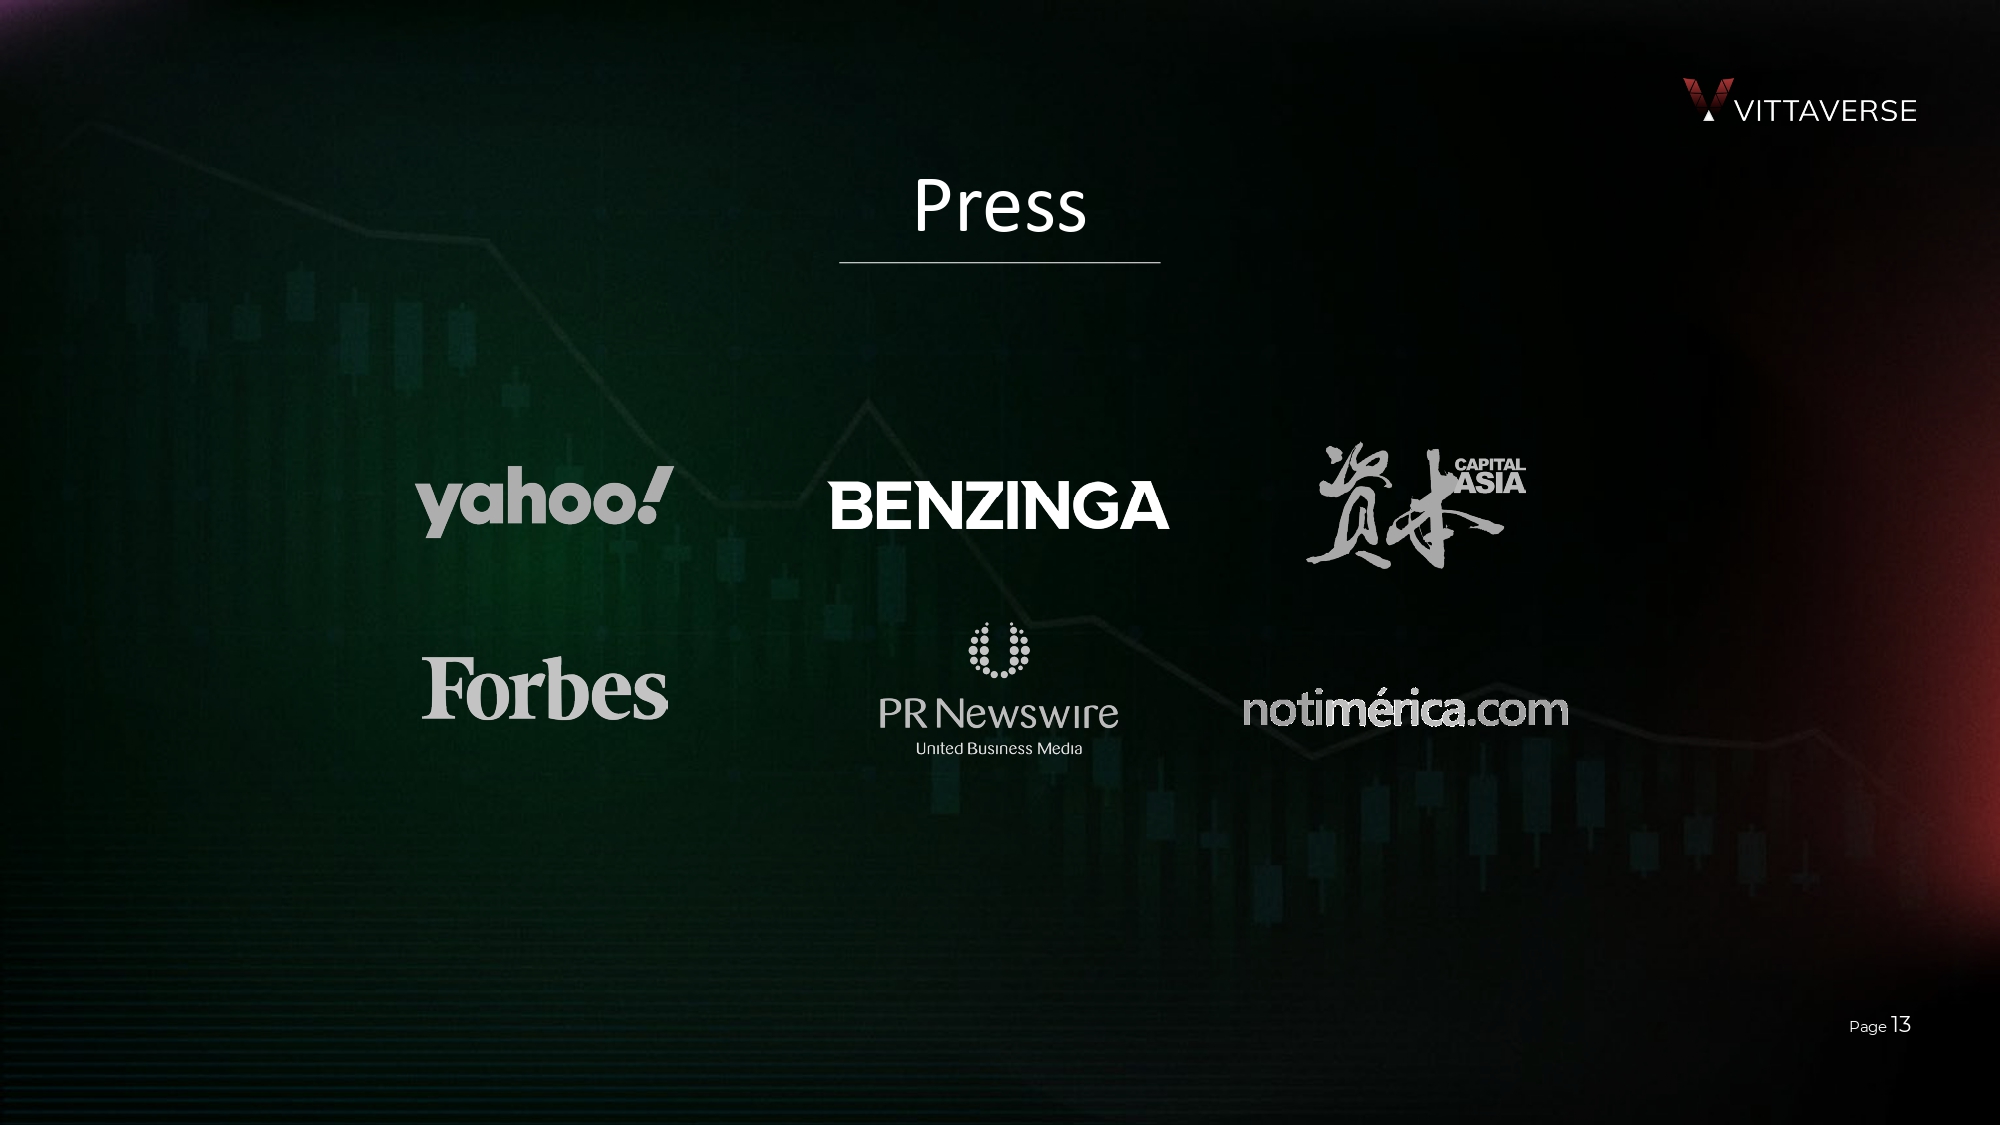 VITTAVERSE
Press
yahoo!
BENZINGA
资本
CAPITAL
ASIA
Forbes
PR Newswire
United Business Media
notimérica.com
Page 13